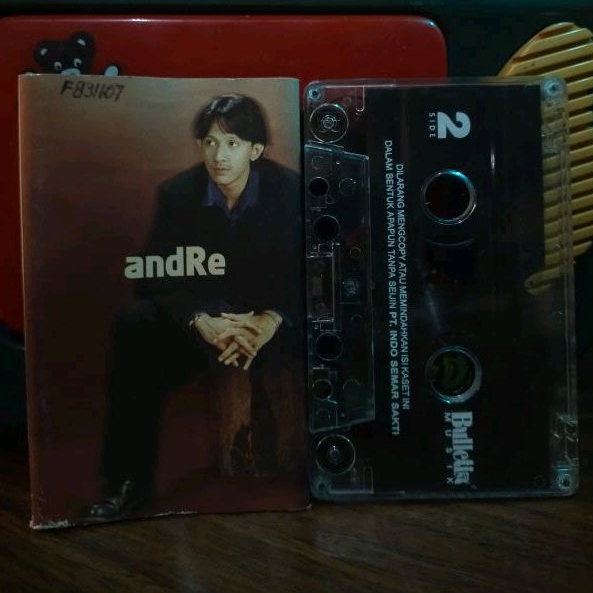 F831107
andRe
2
SIDE
DILARANG MENGCOPY ATAU MEMINDAHKAN ISI KASET INI
DALAM BENTUK APAPUN TANPA SEIJIN PT. INDO SEMAR SAKTI
Bulletin
MUSIX